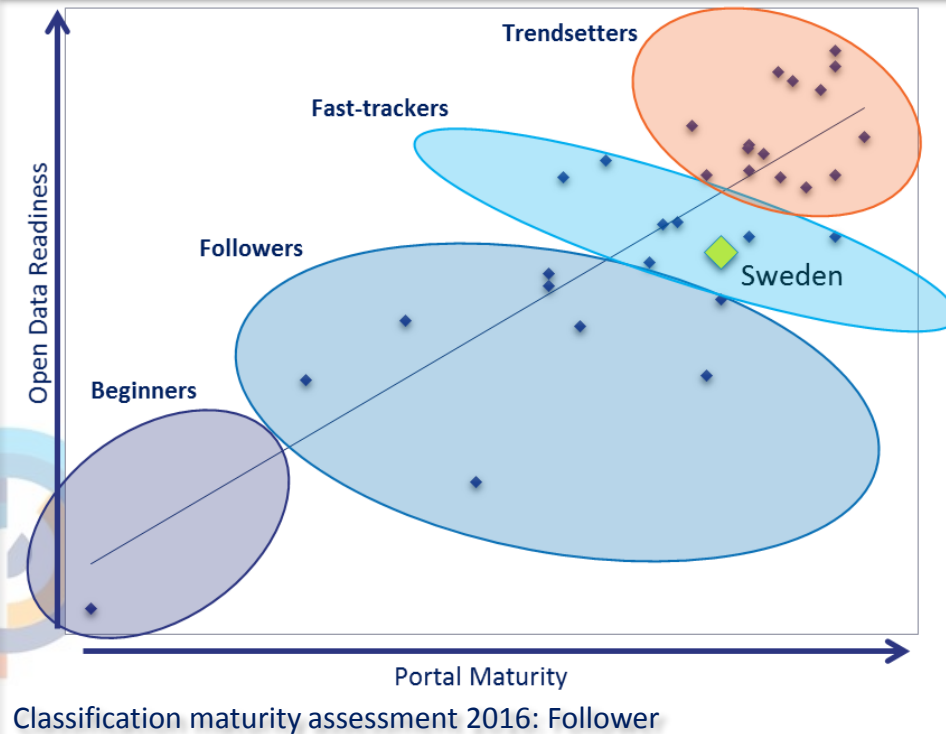 Trendsetters
Fast-trackers
Followers
Sweden
Beginners
Open Data Readiness
Portal Maturity
Classification maturity assessment 2016: Follower